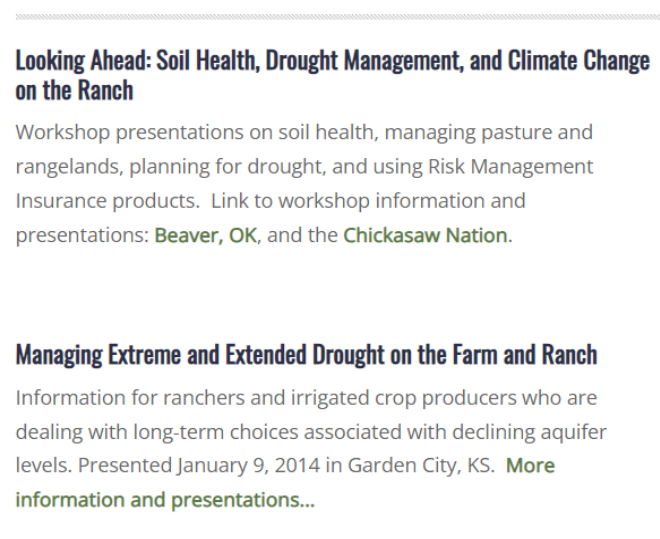 Looking Ahead: Soil Health, Drought Management, and Climate Change
on the Ranch
Workshop presentations on soil health, managing pasture and
rangelands, planning for drought, and using Risk Management
Insurance products.  Link to workshop information and
presentations: Beaver, OK, and the Chickasaw Nation.
Managing Extreme and Extended Drought on the Farm and Ranch
Information for ranchers and irrigated crop producers who are
dealing with long-term choices associated with declining aquifer
levels. Presented January 9, 2014 in Garden City, KS.  More
information and presentations...